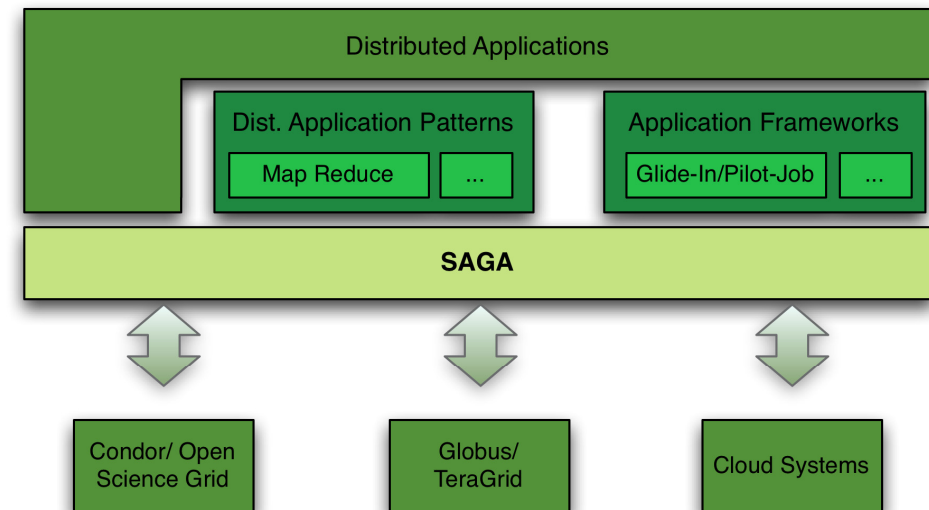 Distributed Applications
Dist. Application Patterns
Map Reduce
...
Application Frameworks
Glide-In/Pilot-Job
...
SAGA
Condor/ Open
Science Grid
Globus/
TeraGrid
Cloud Systems